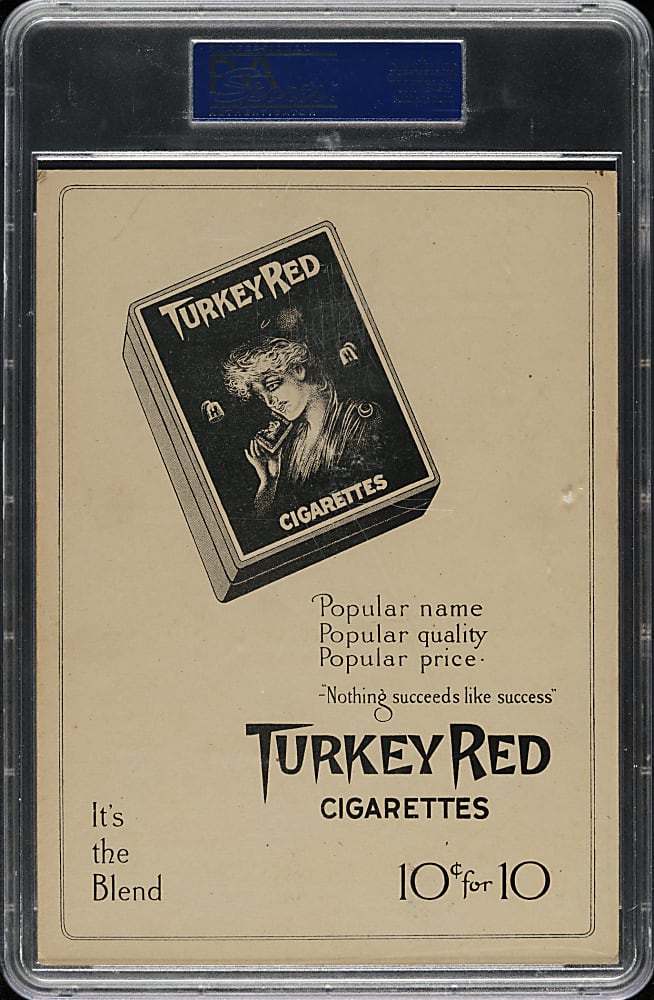 PSA
TURKEY RED
CIGARETTES
Popular name
Popular quality
Popular price.
-"Nothing succeeds like success"
TURKEY RED
CIGARETTES
It's
the
Blend
10¢ for 10